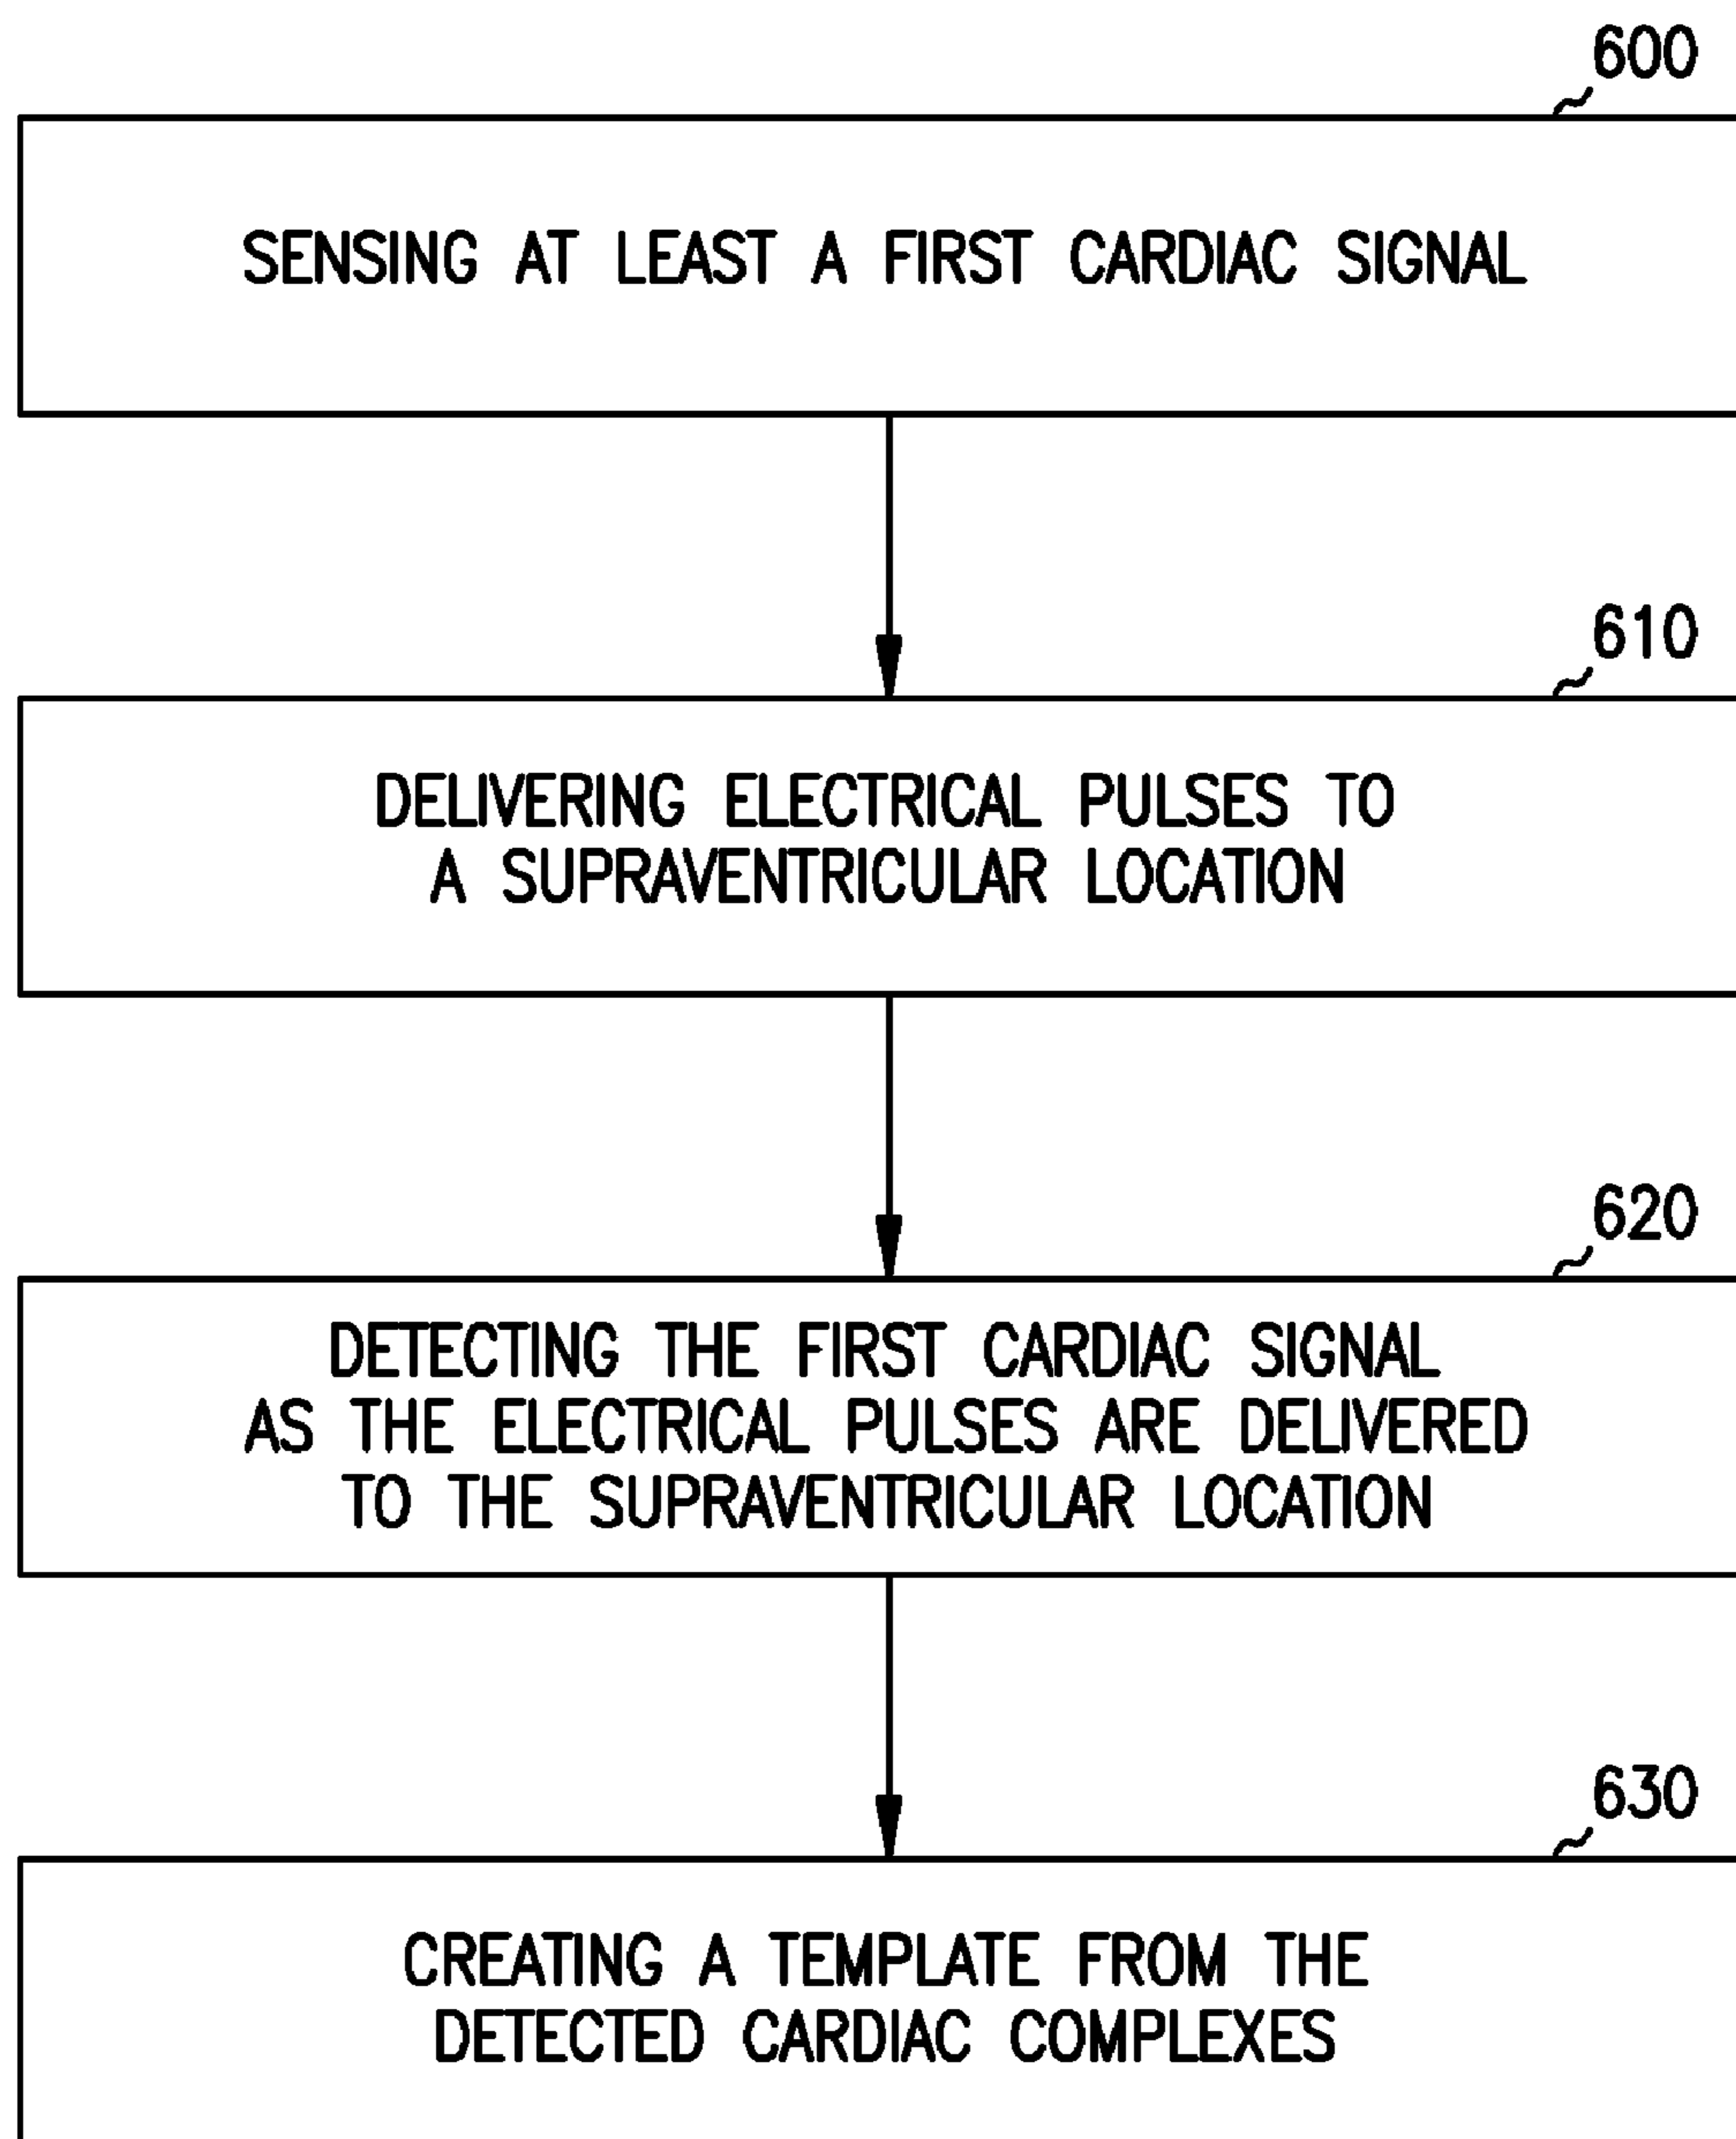 600
SENSING AT LEAST A FIRST CARDIAC SIGNAL
610
DELIVERING ELECTRICAL PULSES TO
A SUPRAVENTRICULAR LOCATION
620
DETECTING THE FIRST CARDIAC SIGNAL
AS THE ELECTRICAL PULSES ARE DELIVERED
TO THE SUPRAVENTRICULAR LOCATION
630
CREATING A TEMPLATE FROM THE
DETECTED CARDIAC COMPLEXES